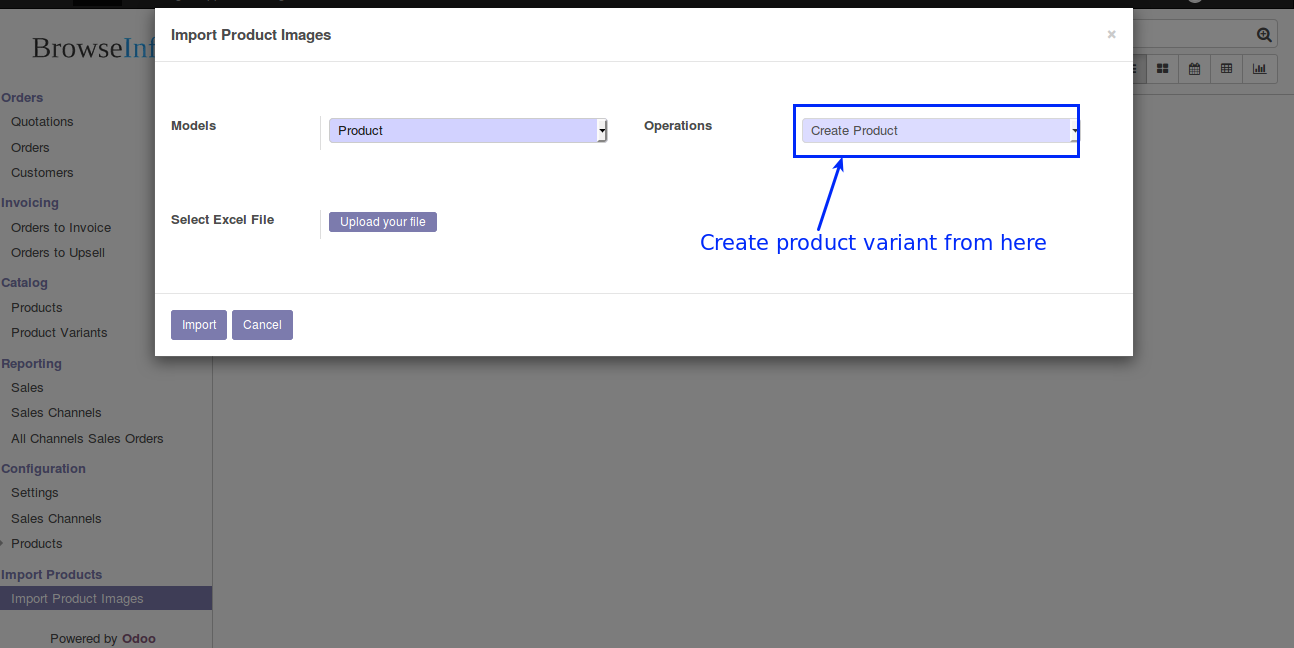 Import Product Images
×
BrowseInf
Orders
Quotations
Orders
Customers
Invoicing
Orders to Invoice
Orders to Upsell
Catalog
Products
Product Variants
Reporting
Sales
Sales Channels
All Channels Sales Orders
Configuration
Settings
Sales Channels
Products
Import Products
Import Product Images
Powered by Odoo
Models
Product
Operations
Create Product
Select Excel File
Upload your file
Create product variant from here
Import
Cancel